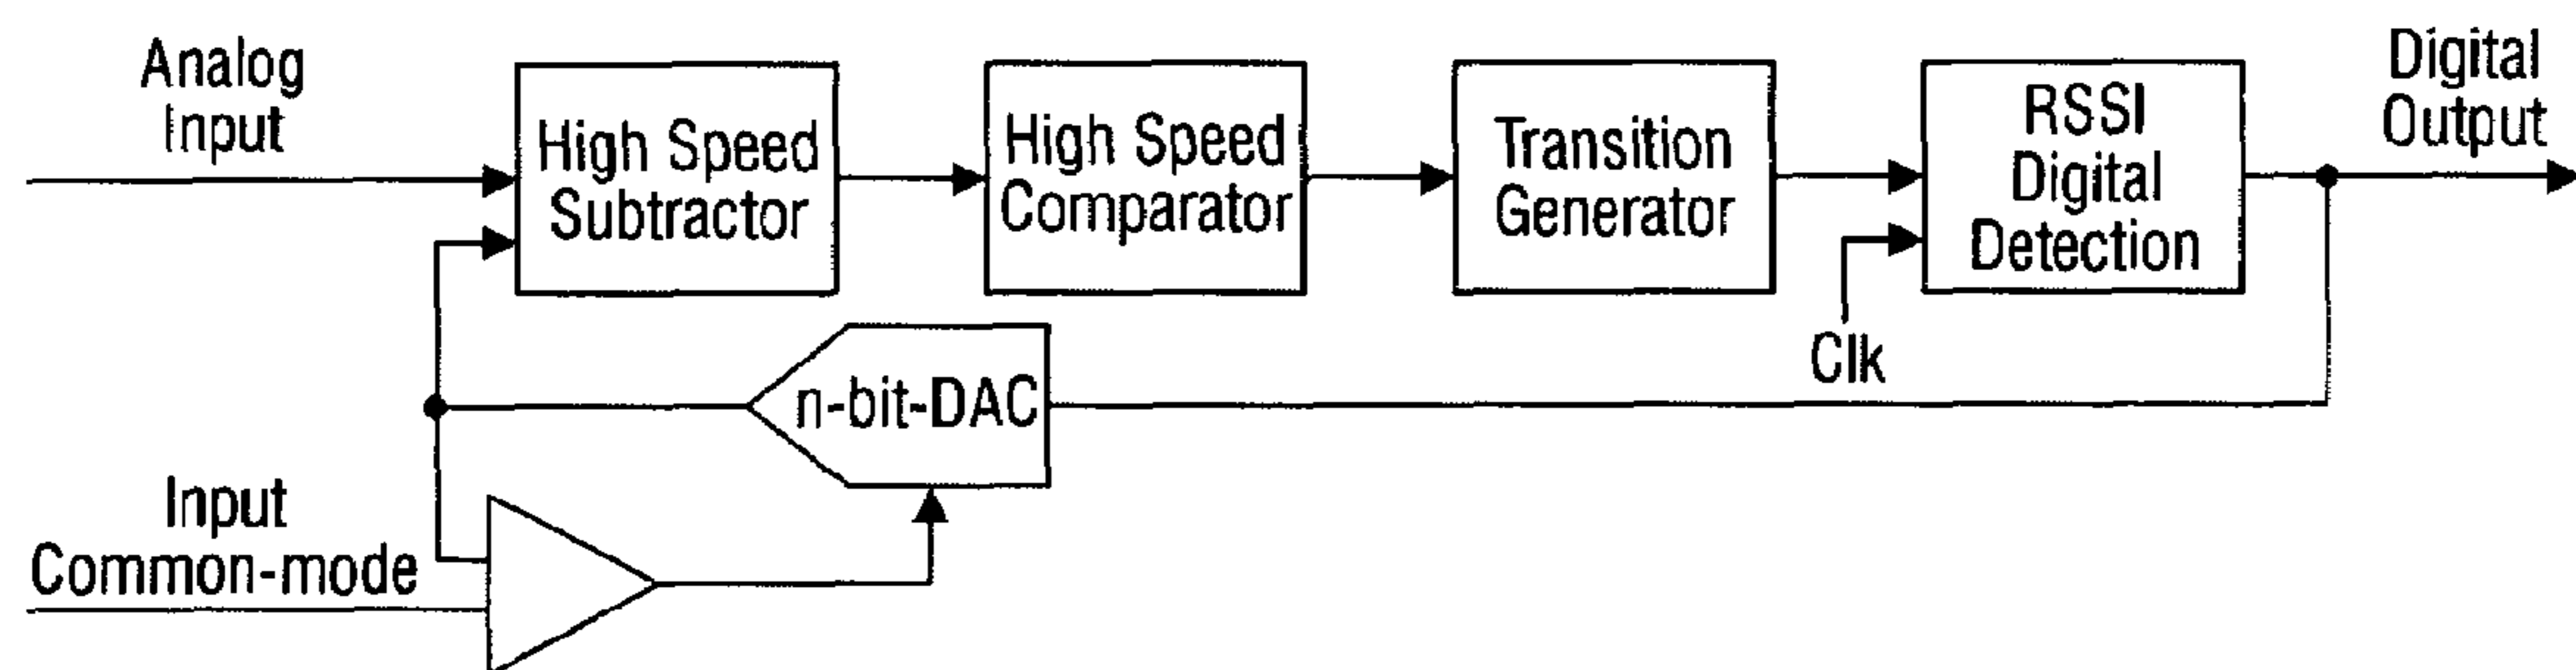 Analog
Input
High Speed
Subtractor
High Speed
Comparator
Transition
Generator
RSSI
Digital
Detection
Digital
Output
Clk
n-bit-DAC
Input
Common-mode